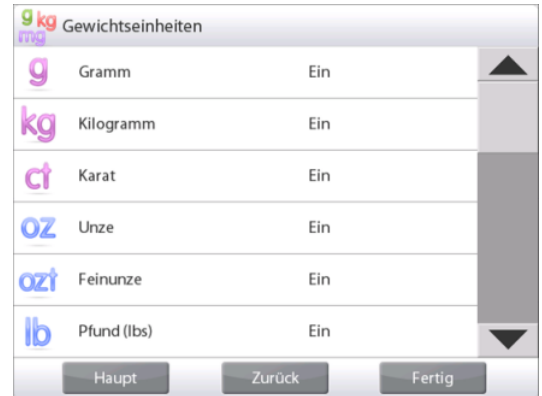 g kg mg Gewichtseinheiten
g Gramm Ein
kg Kilogramm Ein
ct Karat Ein
oz Unze Ein
ozt Feinunze Ein
lb Pfund (lbs) Ein
Haupt Zurück Fertig